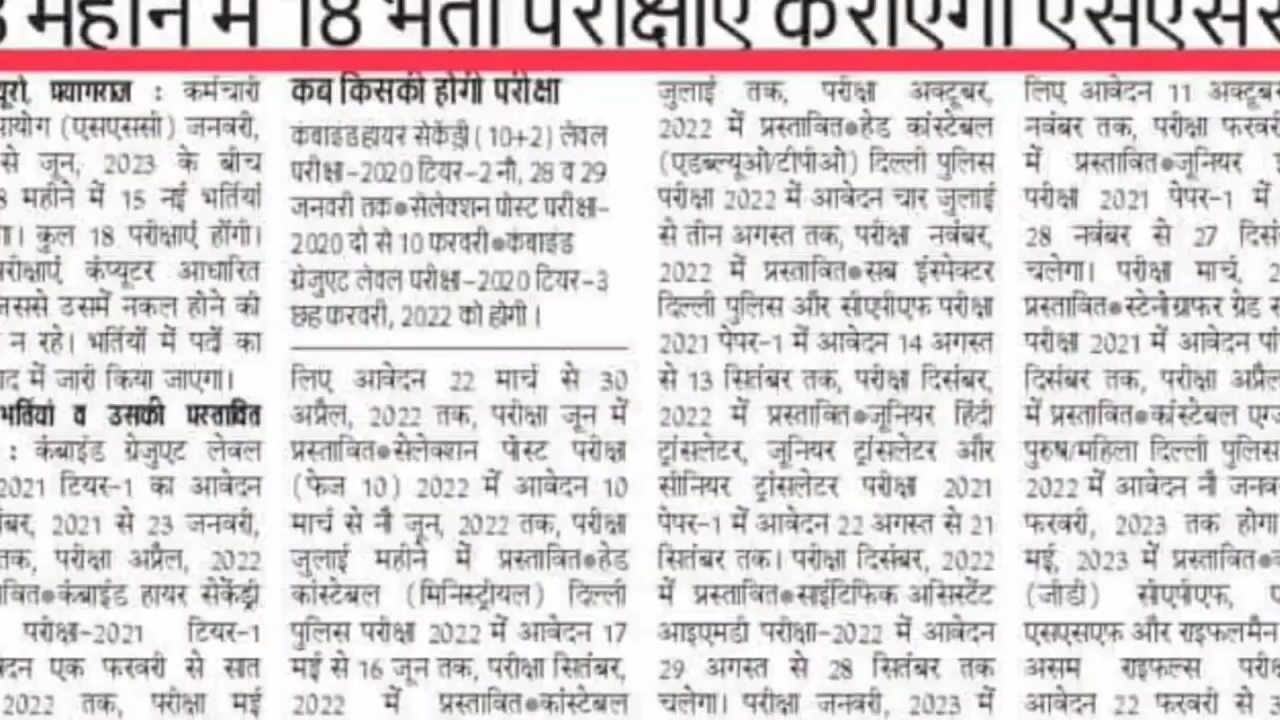 महीने में 18 भर्ती परीक्षाएं कराएगा
प्रयागराज : कर्मचारी
(एसएससी) जनवरी,
से जून, 2023 के बीच
महीने में 15 नई भर्तियां
कुल 18 परीक्षाएं होंगी।
परीक्षाएं कंप्यूटर आधारित
उसमें नकल होने की
न रहे। भर्तियों में पदों का
में जारी किया जाएगा।
भर्तियां व उसकी प्रस्तावित
: कंबाइंड ग्रेजुएट लेवल
2021 टियर-1 का आवेदन
2021 से 23 जनवरी,
तक, परीक्षा अप्रैल, 2022
कंबाइंड हायर सेकेंड्री
परीक्षा-2021 टियर-1
एक फरवरी से सात
2022 तक, परीक्षा मई
कब किसकी होगी परीक्षा
कंबाइंड हायर सेकेंड्री (10+2) लेवल
परीक्षा-2020 टियर-2 नौ, 28 व 29
जनवरी तक●सेलेक्शन पोस्ट परीक्षा-
2020 दो से 10 फरवरी●कंबाइंड
ग्रेजुएट लेवल परीक्षा-2020 टियर-3
छह फरवरी, 2022 को होगी।
लिए आवेदन 22 मार्च से 30
अप्रैल, 2022 तक, परीक्षा जून में
प्रस्तावित●सेलेक्शन पोस्ट परीक्षा
(फेज 10) 2022 में आवेदन 10
मार्च से नौ जून, 2022 तक, परीक्षा
जुलाई महीने में प्रस्तावित●हेड
कांस्टेबल (मिनिस्ट्रीयल) दिल्ली
पुलिस परीक्षा 2022 में आवेदन 17
मई से 16 जून तक, परीक्षा सितंबर,
2022 में प्रस्तावित●कांस्टेबल
जुलाई तक, परीक्षा अक्टूबर,
2022 में प्रस्तावित●हेड कांस्टेबल
(एडब्ल्यूओ/टीपीओ) दिल्ली पुलिस
परीक्षा 2022 में आवेदन चार जुलाई
से तीन अगस्त तक, परीक्षा नवंबर,
2022 में प्रस्तावित●सब इंस्पेक्टर
दिल्ली पुलिस और सीएपीएफ परीक्षा
2021 पेपर-1 में आवेदन 14 अगस्त
से 13 सितंबर तक, परीक्षा दिसंबर,
2022 में प्रस्तावित●जूनियर हिंदी
ट्रांसलेटर, जूनियर ट्रांसलेटर और
सीनियर ट्रांसलेटर परीक्षा 2021
पेपर-1 में आवेदन 22 अगस्त से 21
सितंबर तक। परीक्षा दिसंबर, 2022
में प्रस्तावित●साइंटिफिक असिस्टेंट
आइएमडी परीक्षा-2022 में आवेदन
29 अगस्त से 28 सितंबर तक
चलेगा। परीक्षा जनवरी, 2023 में
लिए आवेदन 11 अक्टूबर
नवंबर तक, परीक्षा फरवरी
में प्रस्तावित●जूनियर
परीक्षा 2021 पेपर-1 में
28 नवंबर से 27
चलेगा। परीक्षा मार्च,
प्रस्तावित●स्टेनोग्राफर ग्रेड
परीक्षा 2021 में आवेदन
दिसंबर तक, परीक्षा अप्रैल
में प्रस्तावित●कांस्टेबल
पुरुष/महिला दिल्ली पुलिस
2022 में आवेदन नौ
फरवरी, 2023 तक होगा
मई, 2023 में प्रस्तावित●
(जीडी) सीएपीएफ,
एसएसएफ और राइफलमैन
असम राइफल्स
आवेदन 22 फरवरी से